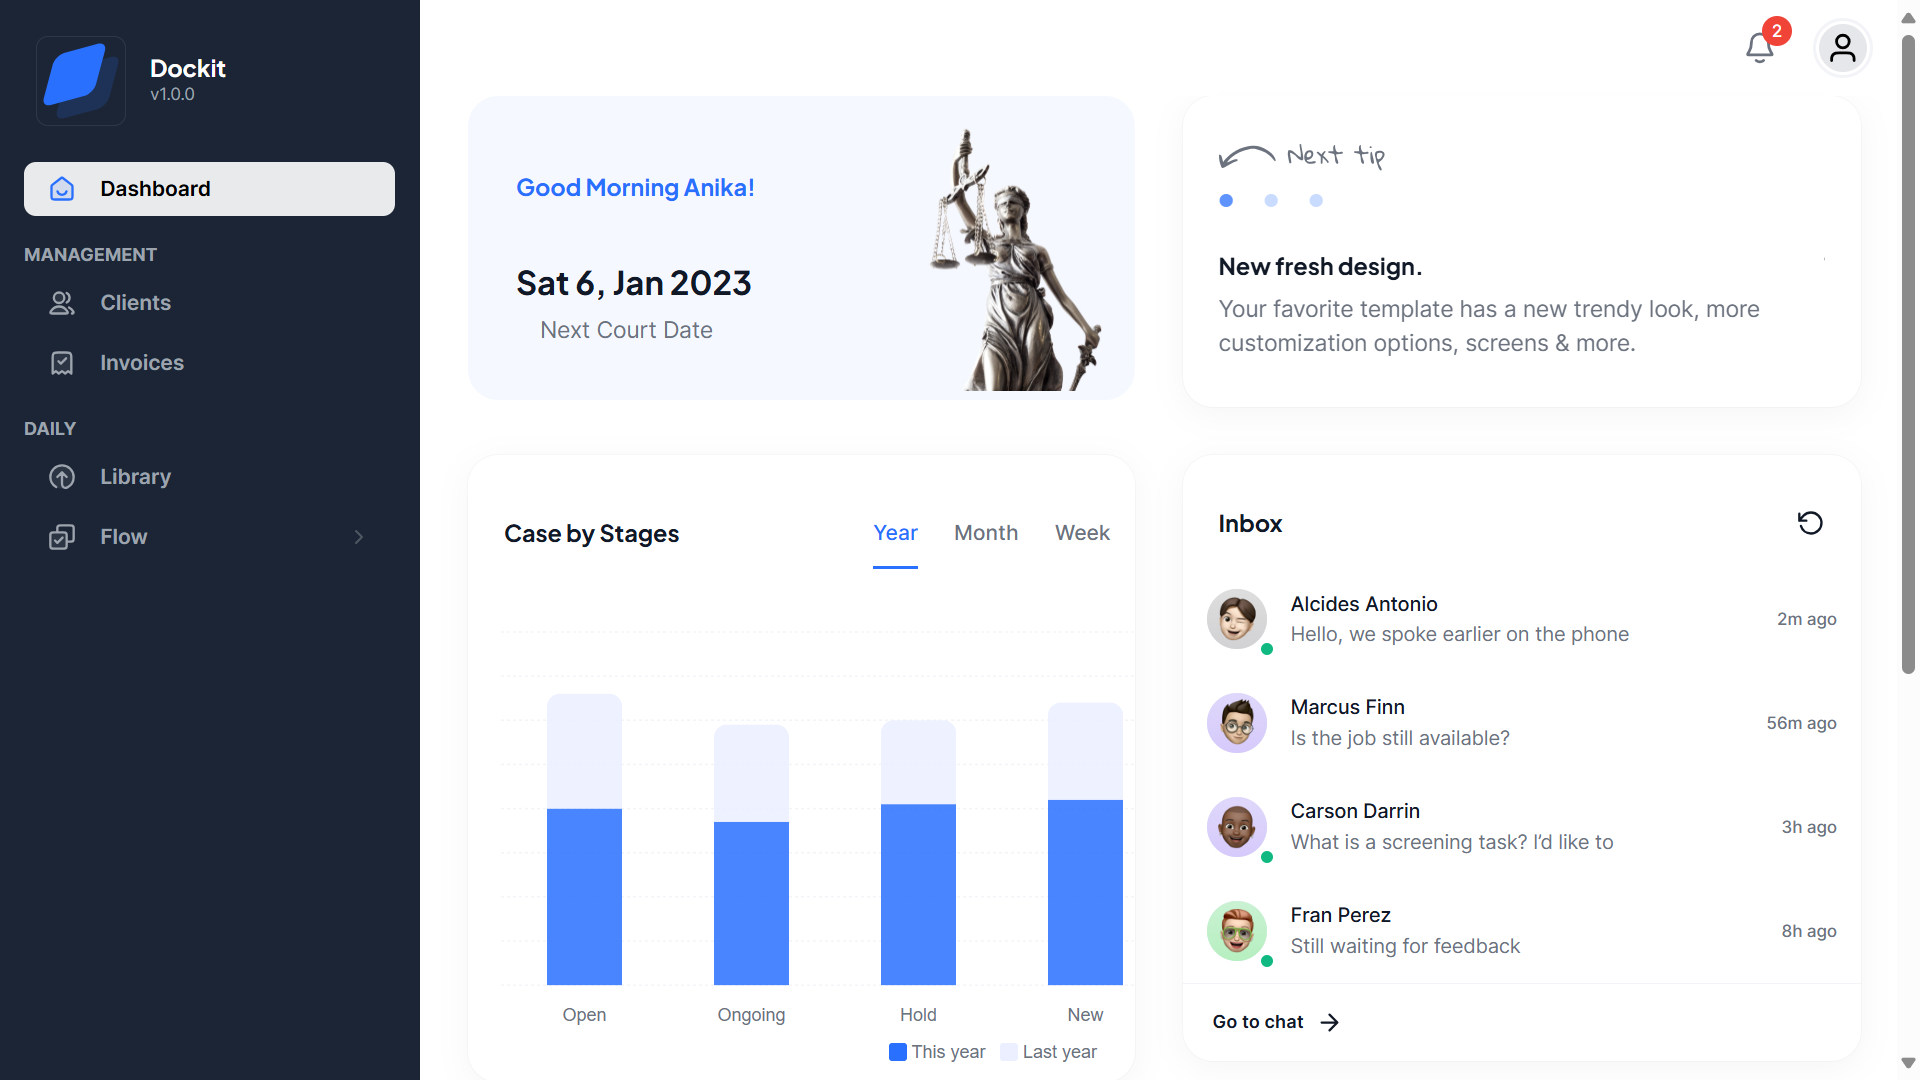 Dockit
v1.0.0
Dashboard
MANAGEMENT
Clients
Invoices
DAILY
Library
Flow
2
Good Morning Anika!
Sat 6, Jan 2023
Next Court Date
Next tip
New fresh design.
Your favorite template has a new trendy look, more
customization options, screens & more.
Case by Stages
Year Month Week
Open Ongoing Hold New
This year Last year
Inbox
Alcides Antonio
Hello, we spoke earlier on the phone
2m ago
Marcus Finn
Is the job still available?
56m ago
Carson Darrin
What is a screening task? I'd like to
3h ago
Fran Perez
Still waiting for feedback
8h ago
Go to chat